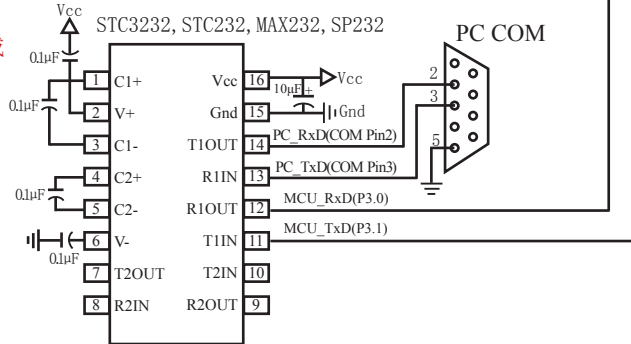 Vcc
STC3232, STC232, MAX232, SP232
PC COM
0.1μF
1 C1+ Vcc 16 Vcc
10μF +
0.1μF
2 V+ Gnd 15 Gnd
3 C1- T1OUT 14 PC_RxD(COM Pin2)
4 C2+ R1IN 13 PC_TxD(COM Pin3)
0.1μF
5 C2- R1OUT 12 MCU_RxD(P3.0)
6 V- T1IN 11 MCU_TxD(P3.1)
0.1μF
7 T2OUT T2IN 10
8 R2IN R2OUT 9
2
3
5